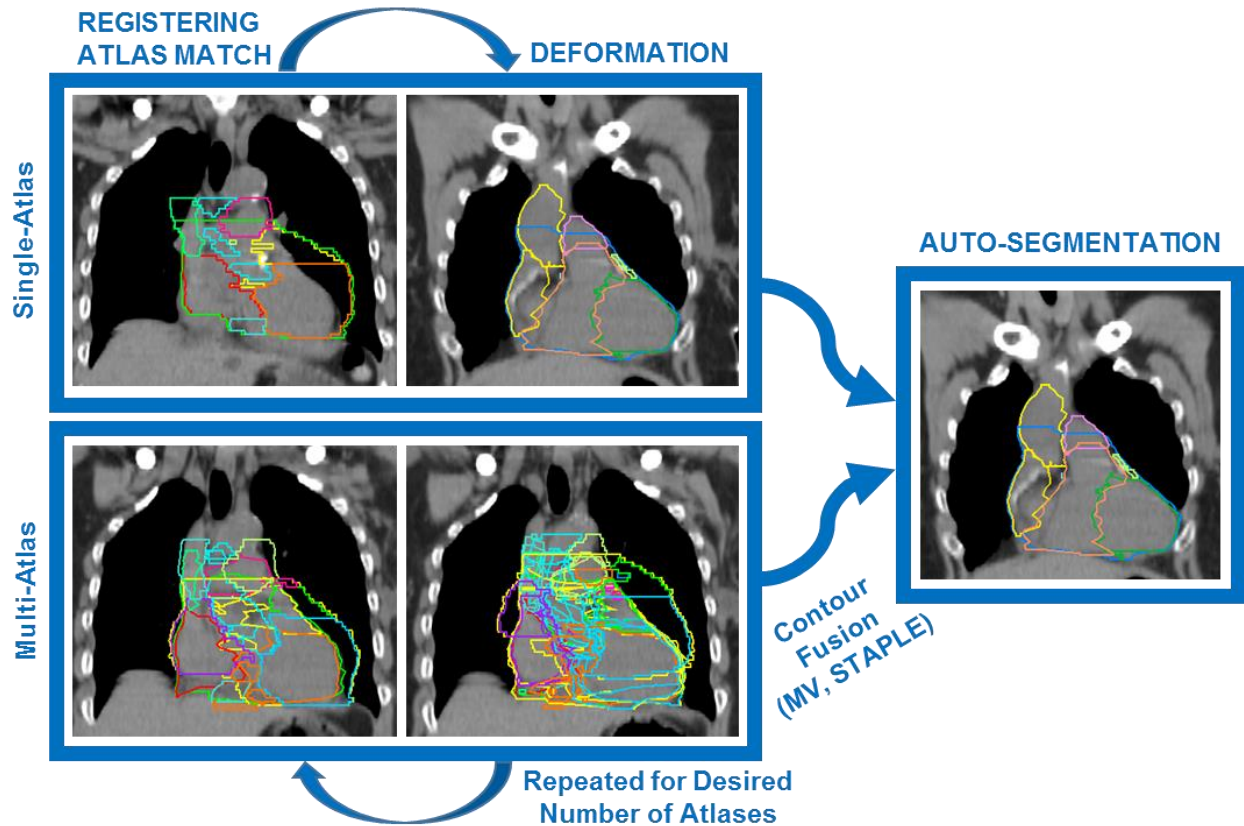 REGISTERING
ATLAS MATCH
DEFORMATION
Single-Atlas
AUTO-SEGMENTATION
Multi-Atlas
Contour
Fusion
(MV, STAPLE)
Repeated for Desired
Number of Atlases